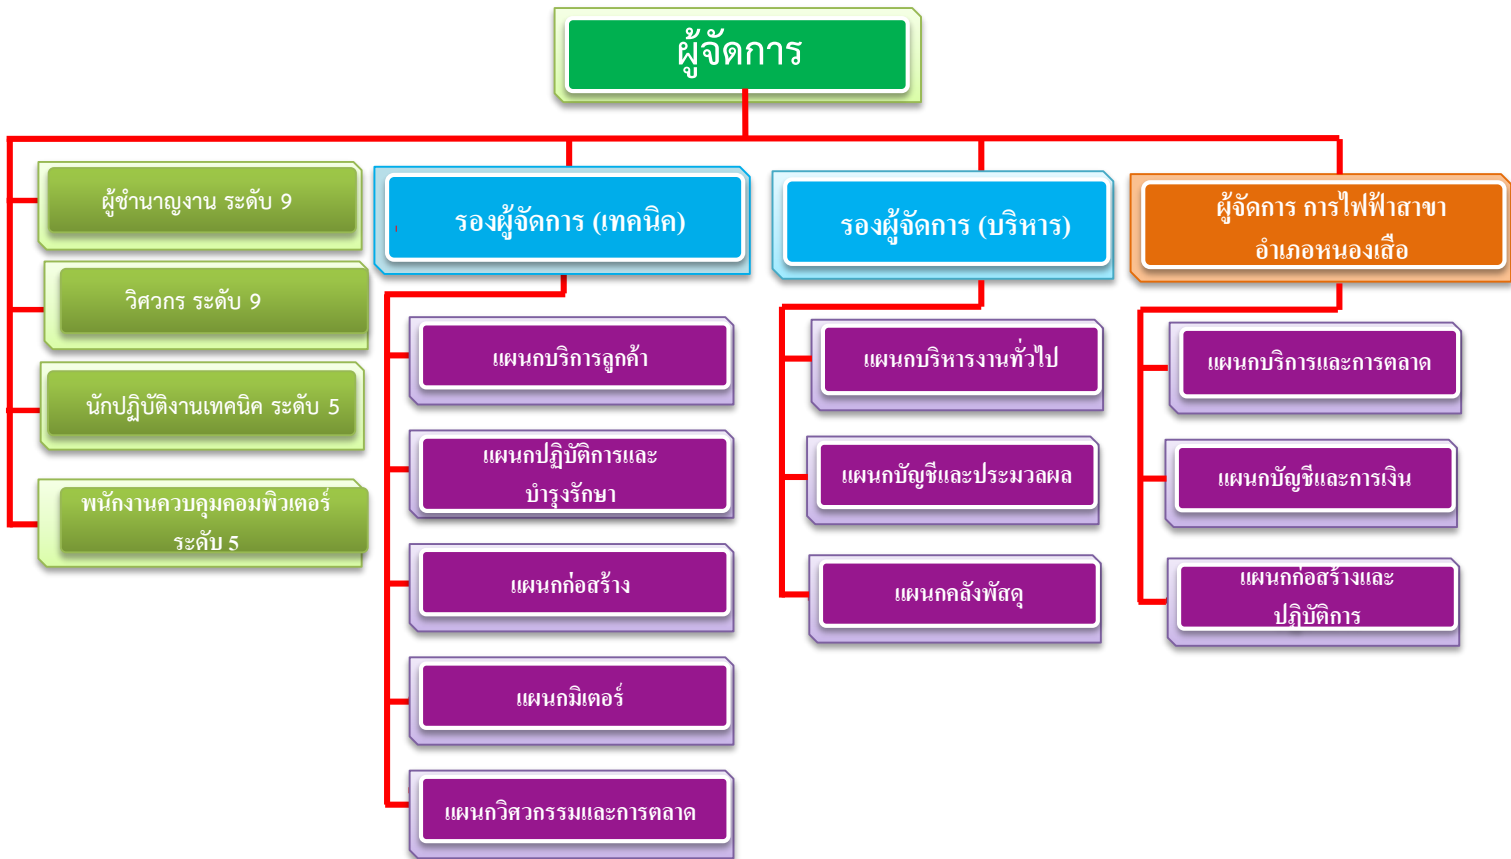 ผู้จัดการ
ผู้ชำนาญงาน ระดับ 9
วิศวกร ระดับ 9
นักปฏิบัติงานเทคนิค ระดับ 5
พนักงานควบคุมคอมพิวเตอร์
ระดับ 5
รองผู้จัดการ (เทคนิค)
แผนกบริการลูกค้า
แผนกปฏิบัติการและ
บำรุงรักษา
แผนกก่อสร้าง
แผนกมิเตอร์
แผนกวิศวกรรมและการตลาด
รองผู้จัดการ (บริหาร)
แผนกบริหารงานทั่วไป
แผนกบัญชีและประมวลผล
แผนกคลังพัสดุ
ผู้จัดการ การไฟฟ้าสาขา
อำเภอหนองเสือ
แผนกบริการและการตลาด
แผนกบัญชีและการเงิน
แผนกก่อสร้างและ
ปฏิบัติการ